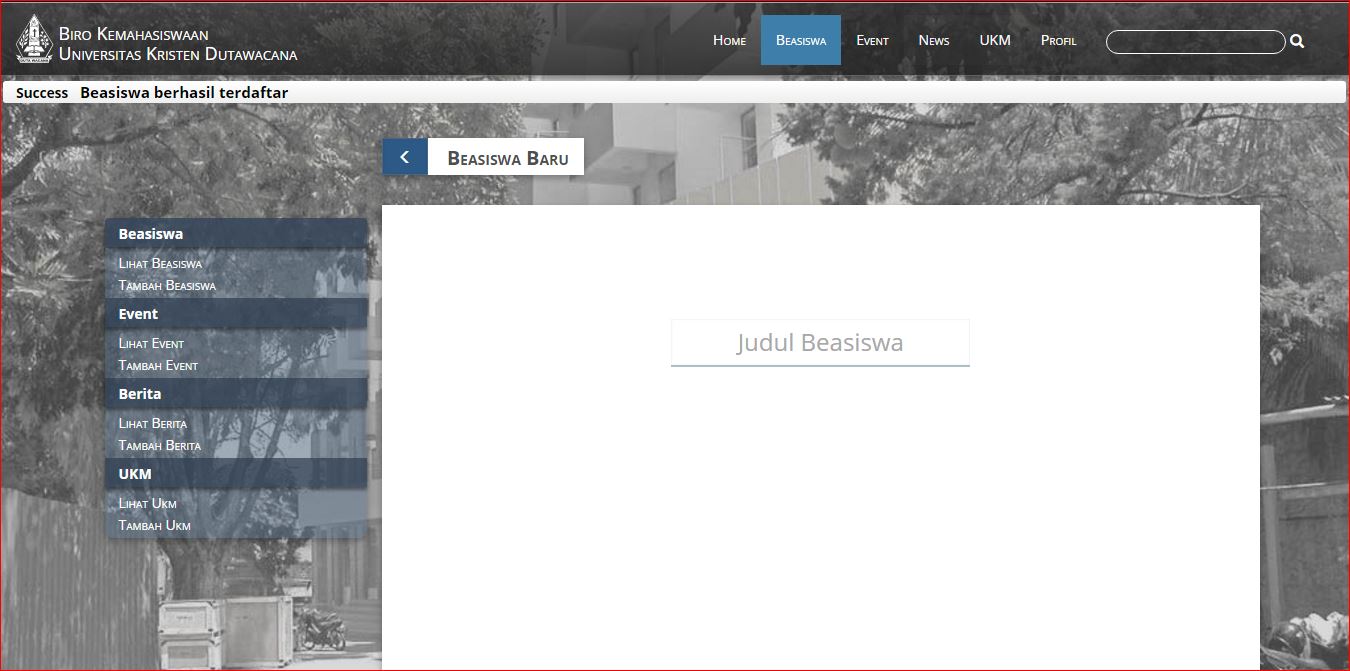 Biro Kemahasiswaan
Universitas Kristen Dutawacana
Home Beasiswa Event News UKM Profil
Success Beasiswa berhasil terdaftar
Beasiswa Baru
Beasiswa
Lihat Beasiswa
Tambah Beasiswa
Event
Lihat Event
Tambah Event
Berita
Lihat Berita
Tambah Berita
UKM
Lihat Ukm
Tambah Ukm
Judul Beasiswa